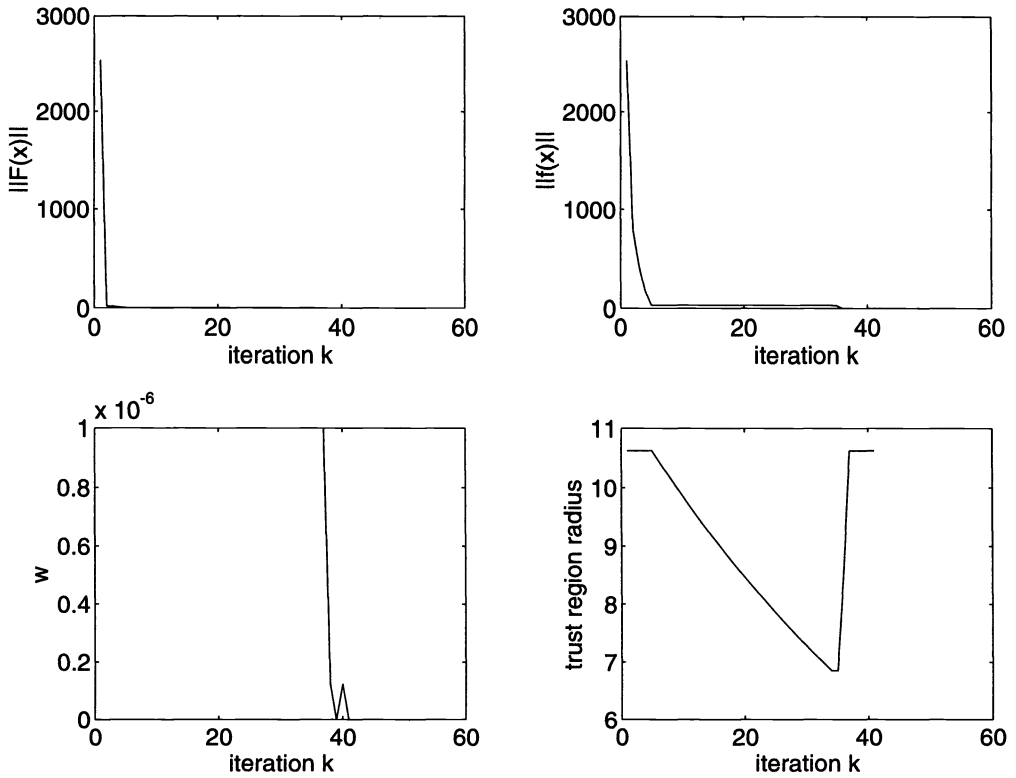 3000
2000
1000
0
||F(x)||
0 20 40 60
iteration k
3000
2000
1000
0
||f(x)||
0 20 40 60
iteration k
x 10^-6
1
0.8
0.6
0.4
0.2
0
w
0 20 40 60
iteration k
11
10
9
8
7
6
trust region radius
0 20 40 60
iteration k